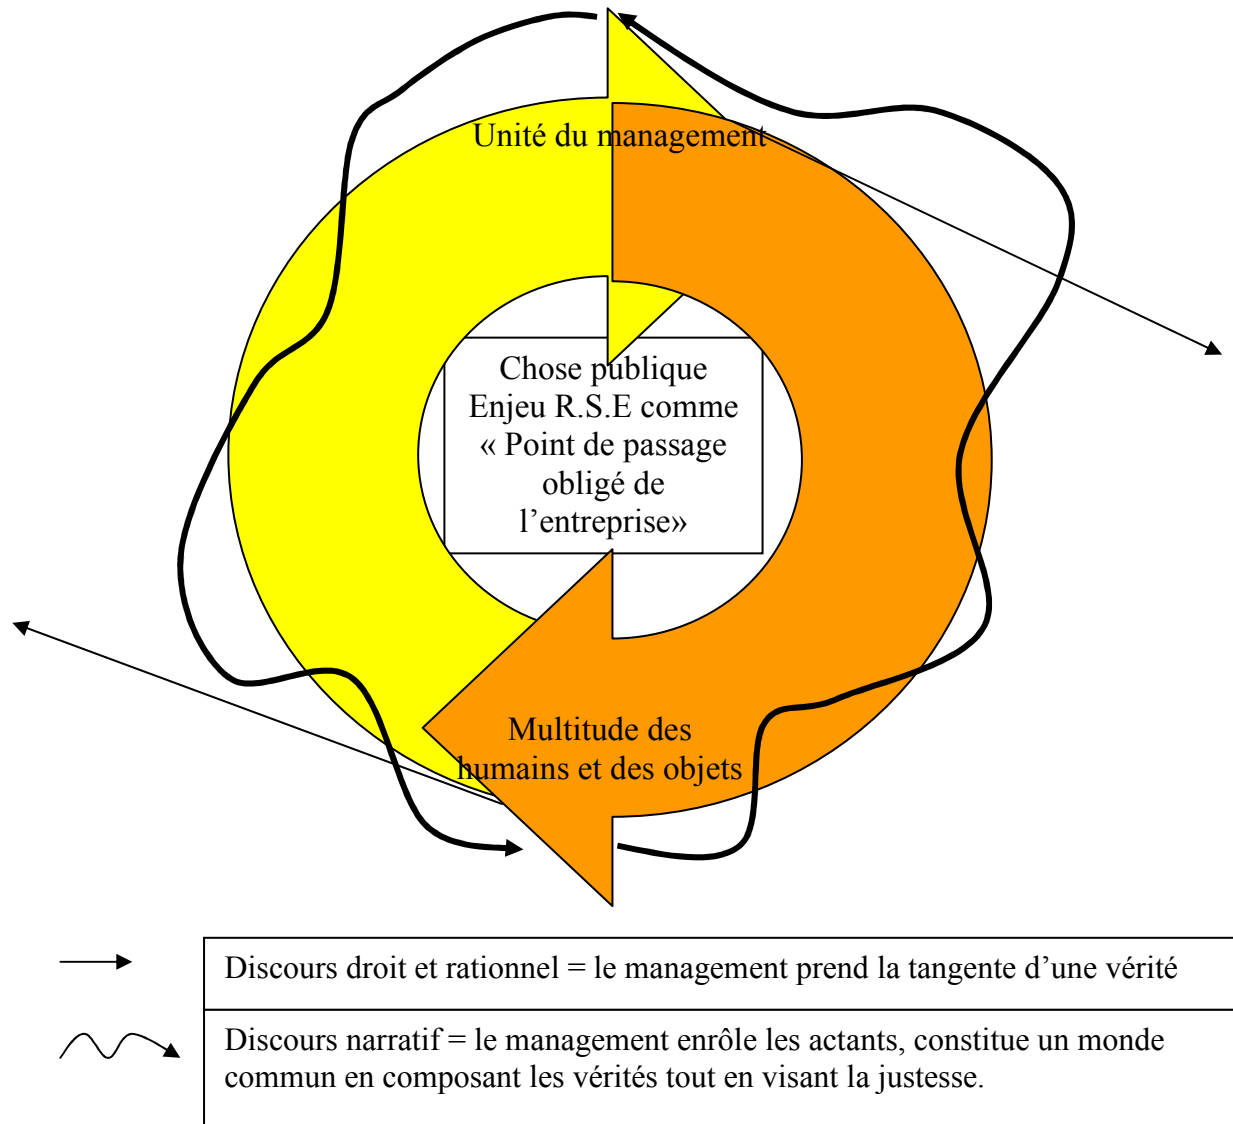 Unité du management
Chose publique
Enjeu R.S.E comme
« Point de passage
obligé de
l’entreprise»
Multitude des
humains et des objets
Discours droit et rationnel = le management prend la tangente d’une vérité
Discours narratif = le management enrôle les actants, constitue un monde
commun en composant les vérités tout en visant la justesse.